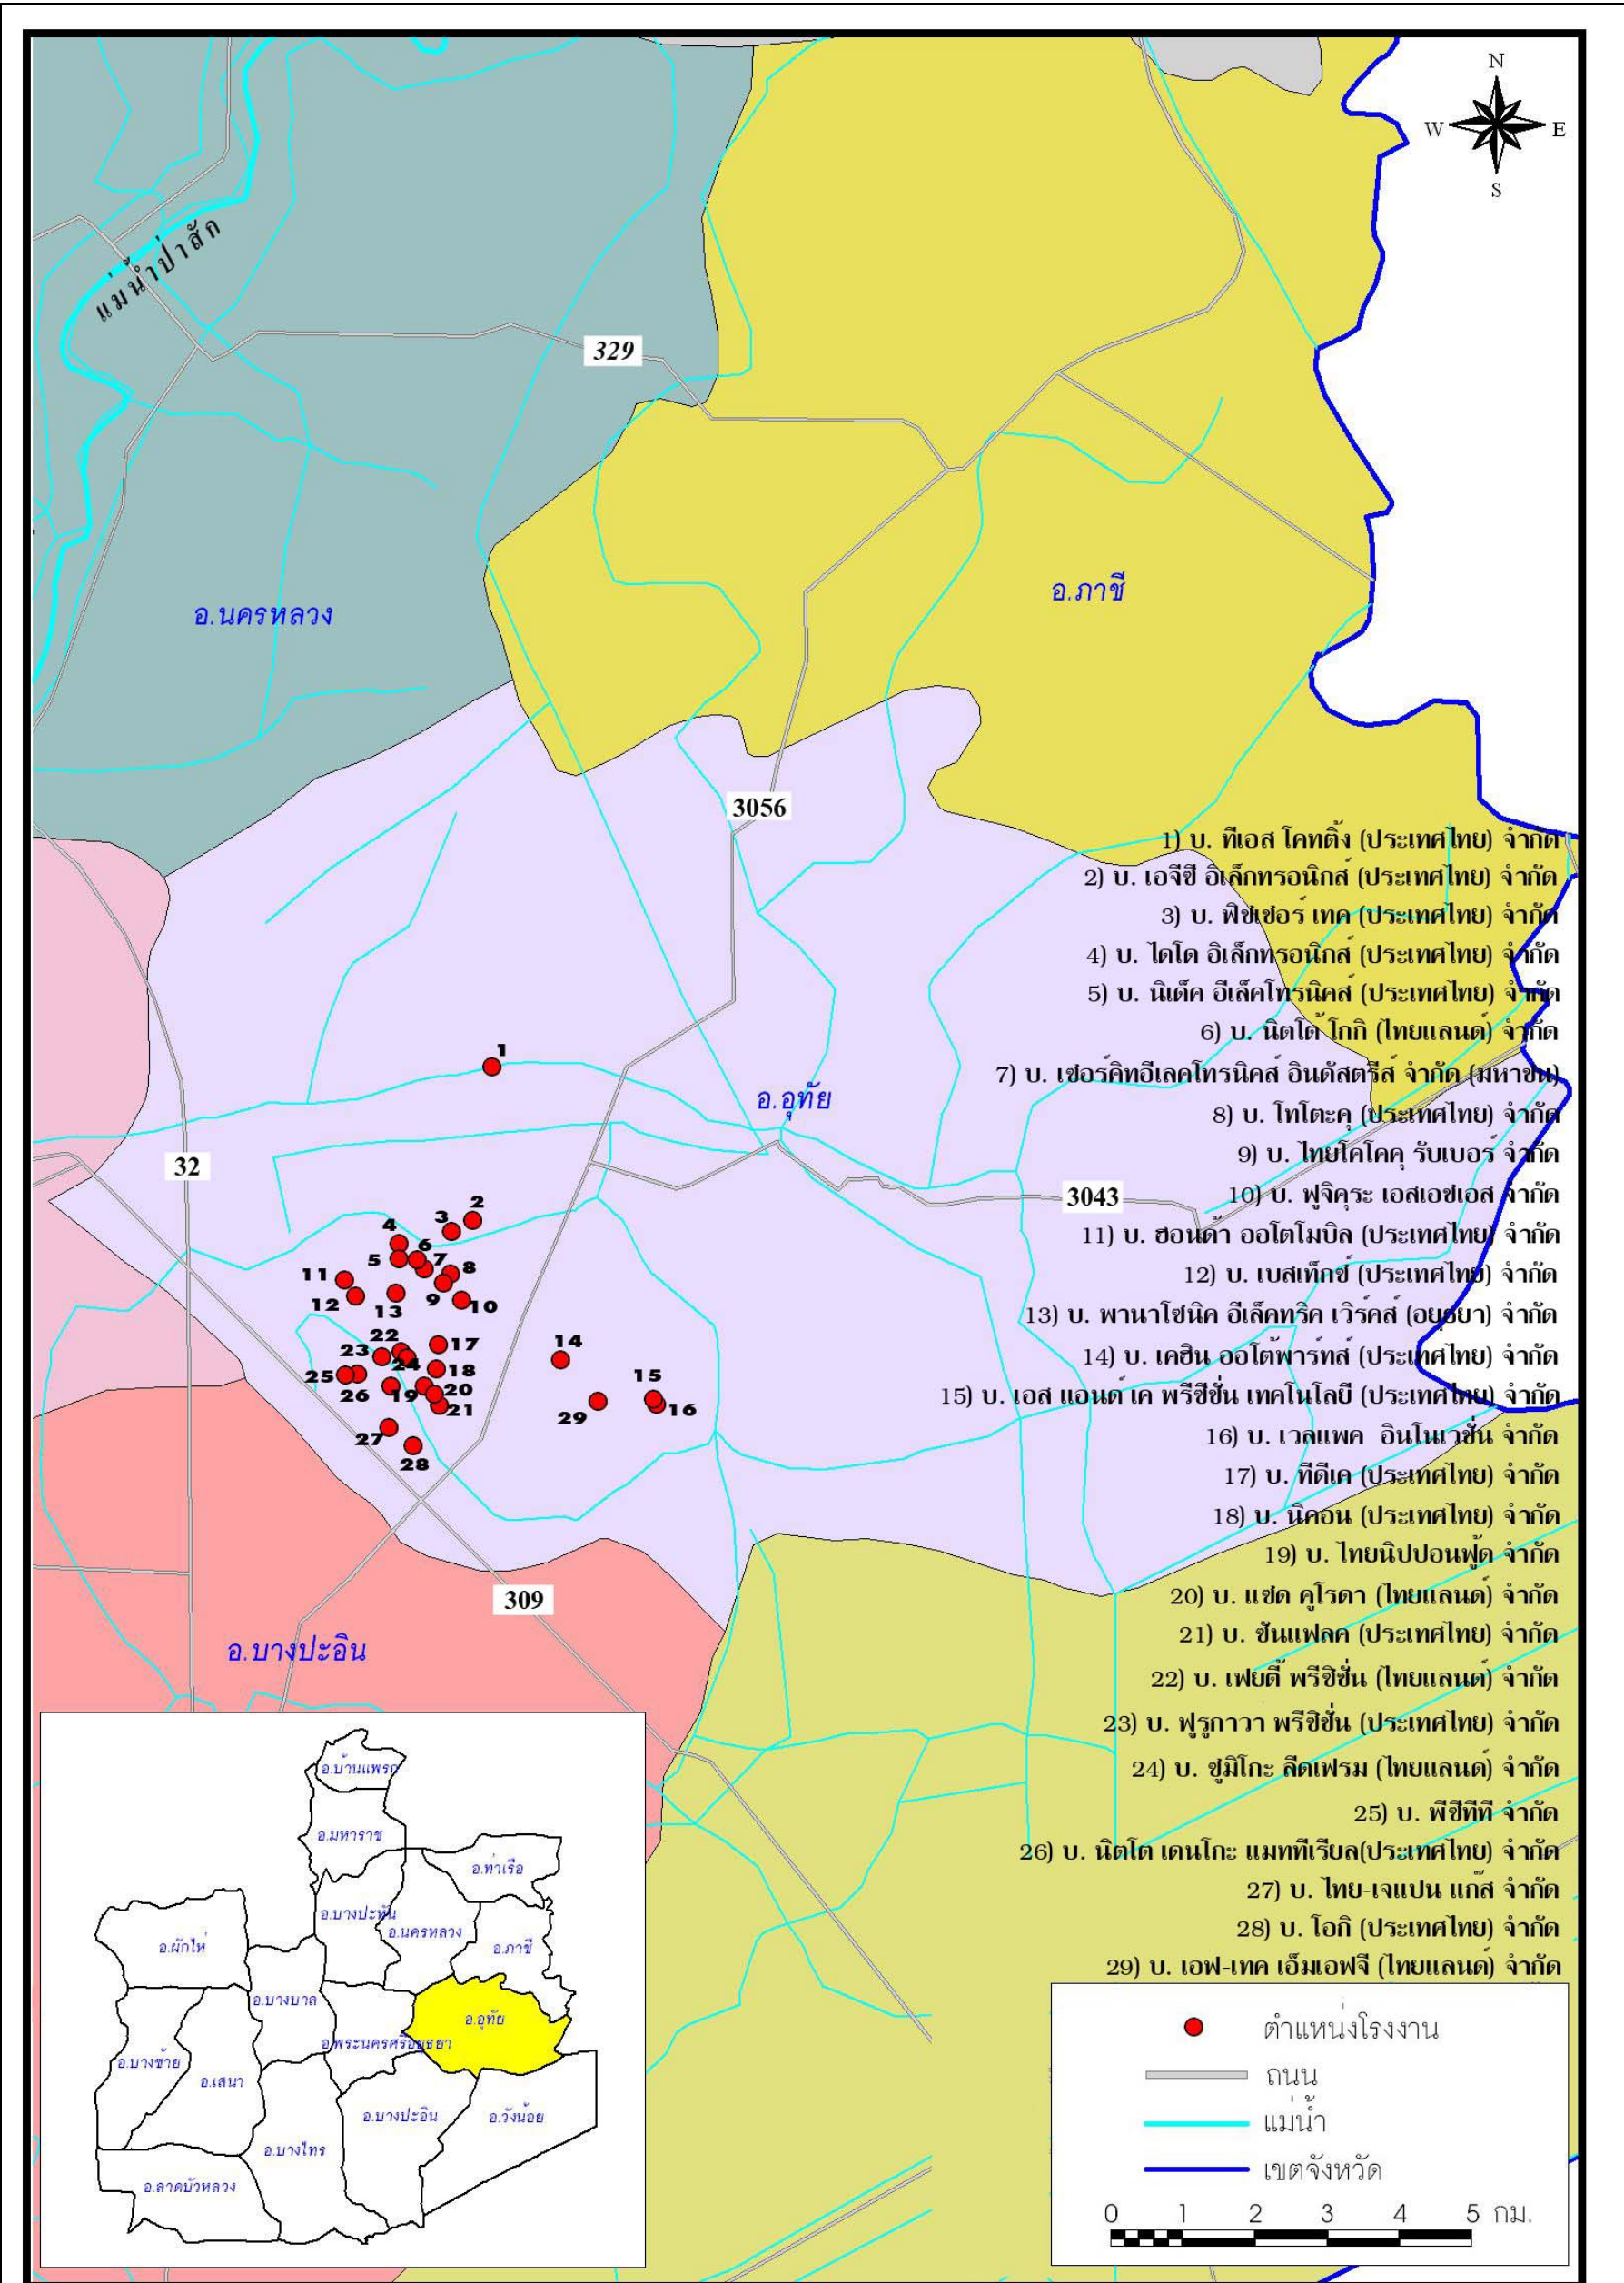 N
W E
S
แม่น้ำป่าสัก
329
อ.นครหลวง
อ.ภาชี
3056
1) บ. ทีเอส โคทติ้ง (ประเทศไทย) จำกัด
2) บ. เอจีซี อิเล็กทรอนิกส์ (ประเทศไทย) จำกัด
3) บ. ฟิชเชอร์ เทค (ประเทศไทย) จำกัด
4) บ. ไดโด อิเล็กทรอนิกส์ (ประเทศไทย) จำกัด
5) บ. นิเด็ค อีเล็คโทรนิคส์ (ประเทศไทย) จำกัด
6) บ. นิตโต้ โกกิ (ไทยแลนด์) จำกัด
7) บ. เซอร์คิทอีเลคโทรนิคส์ อินดัสตรีส์ จำกัด (มหาชน)
8) บ. โทโตะคุ (ประเทศไทย) จำกัด
9) บ. ไทยโคโคคุ รับเบอร์ จำกัด
10) บ. ฟูจิคุระ เอสเอชเอส จำกัด
11) บ. ฮอนด้า ออโตโมบิล (ประเทศไทย) จำกัด
12) บ. เบสเท็กซ์ (ประเทศไทย) จำกัด
13) บ. พานาโซนิค อีเล็คทริค เวิร์คส์ (อยุธยา) จำกัด
14) บ. เคฮิน ออโต้พาร์ทส์ (ประเทศไทย) จำกัด
15) บ. เอส แอนด์ เค พรีซีชั่น เทคโนโลยี (ประเทศไทย) จำกัด
16) บ. เวลแพค อินโนเวชั่น จำกัด
17) บ. ทีดีเค (ประเทศไทย) จำกัด
18) บ. นิคอน (ประเทศไทย) จำกัด
19) บ. ไทยนิปปอนฟู้ด จำกัด
20) บ. แซด คูโรดา (ไทยแลนด์) จำกัด
21) บ. ซันแฟลค (ประเทศไทย) จำกัด
22) บ. เฟยตี้ พรีซิชั่น (ไทยแลนด์) จำกัด
23) บ. ฟูรูกาวา พรีซิชั่น (ประเทศไทย) จำกัด
24) บ. ซูมิโกะ ลีดเฟรม (ไทยแลนด์) จำกัด
25) บ. พีซีทีที จำกัด
26) บ. นิตโต เดนโกะ แมททีเรียล(ประเทศไทย) จำกัด
27) บ. ไทย-เจแปน แก๊ส จำกัด
28) บ. โอกิ (ประเทศไทย) จำกัด
29) บ. เอฟ-เทค เอ็มเอฟจี (ไทยแลนด์) จำกัด
1
อ.อุทัย
32
3043
2
3
4
6
5
7
8
11
9
10
12
13
22
17
14
23
24
18
25
15
26
19
20
21
29
16
27
28
309
อ.บางปะอิน
อ.บ้านแพรก
อ.มหาราช
อ.ท่าเรือ
อ.บางปะหัน
อ.นครหลวง
อ.ผักไห่
อ.ภาชี
อ.บางบาล
อ.อุทัย
อ.พระนครศรีอยุธยา
อ.บางซ้าย
อ.เสนา
อ.บางปะอิน
อ.วังน้อย
อ.บางไทร
อ.ลาดบัวหลวง
ตำแหน่งโรงงาน
ถนน
แม่น้ำ
เขตจังหวัด
0 1 2 3 4 5 กม.